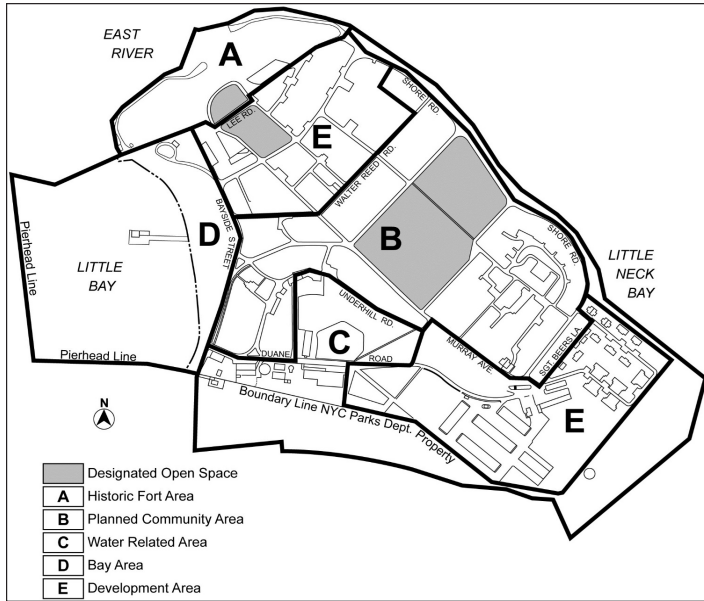 EAST
RIVER
A
SHORE RD.
LEE RD.
E
WALTER REED RD.
Pierhead Line
BAYSIDE STREET
D
B
SHORE RD.
LITTLE
BAY
LITTLE
NECK
BAY
UNDERHILL RD.
C
MURRAY AVE.
SGT BEERS LA.
Pierhead Line
DUANE
ROAD
N
Boundary Line NYC Parks Dept. Property
E
Designated Open Space
A Historic Fort Area
B Planned Community Area
C Water Related Area
D Bay Area
E Development Area